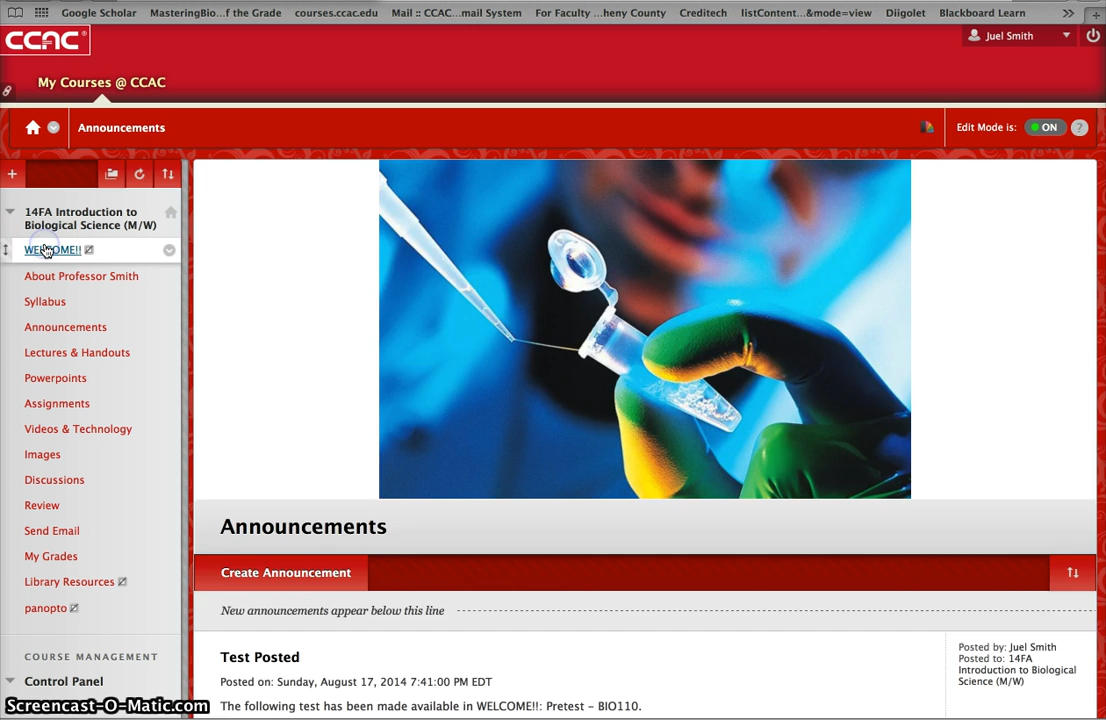 Google Scholar MasteringBio...f the Grade courses.ccac.edu Mail :: CCAC...mail System For Faculty ...heny County Creditech listContent...&mode=view Diigolet Blackboard Learn
CCAC
Juel Smith
My Courses @ CCAC
Announcements
Edit Mode is: ON ?
14FA Introduction to
Biological Science (M/W)
WELCOME!!
About Professor Smith
Syllabus
Announcements
Lectures & Handouts
Powerpoints
Assignments
Videos & Technology
Images
Discussions
Review
Send Email
My Grades
Library Resources
panopto
COURSE MANAGEMENT
Control Panel
Announcements
Create Announcement
New announcements appear below this line
Test Posted
Posted on: Sunday, August 17, 2014 7:41:00 PM EDT
The following test has been made available in WELCOME!!: Pretest - BIO110.
Posted by: Juel Smith
Posted to: 14FA
Introduction to Biological
Science (M/W)
Screencast-O-Matic.com